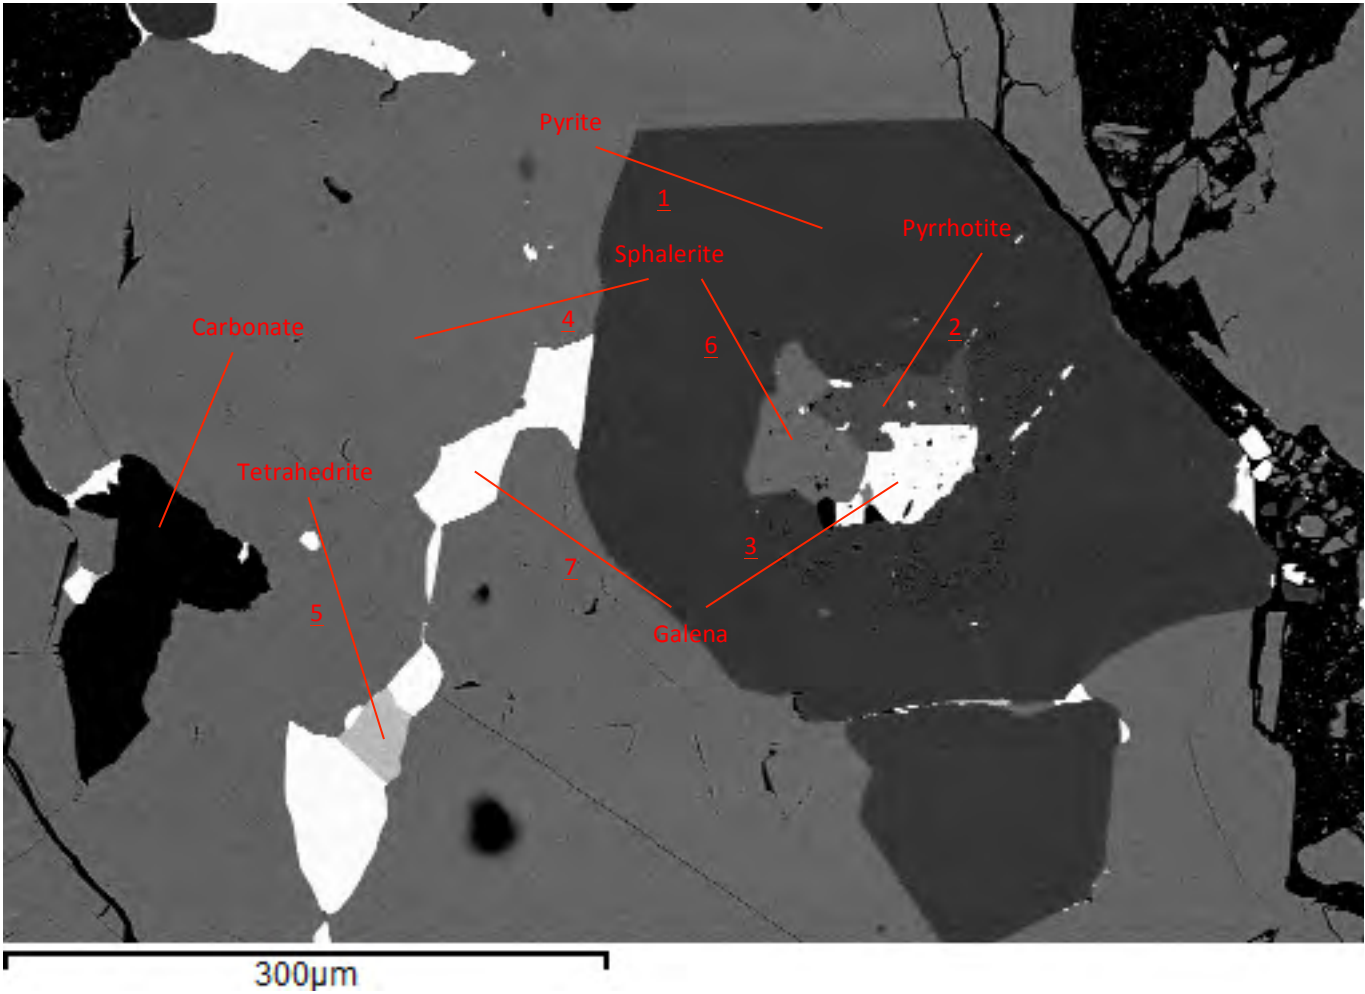 Pyrite
1
Pyrrhotite
Sphalerite
4
2
Carbonate
6
Tetrahedrite
3
7
5
Galena
300µm